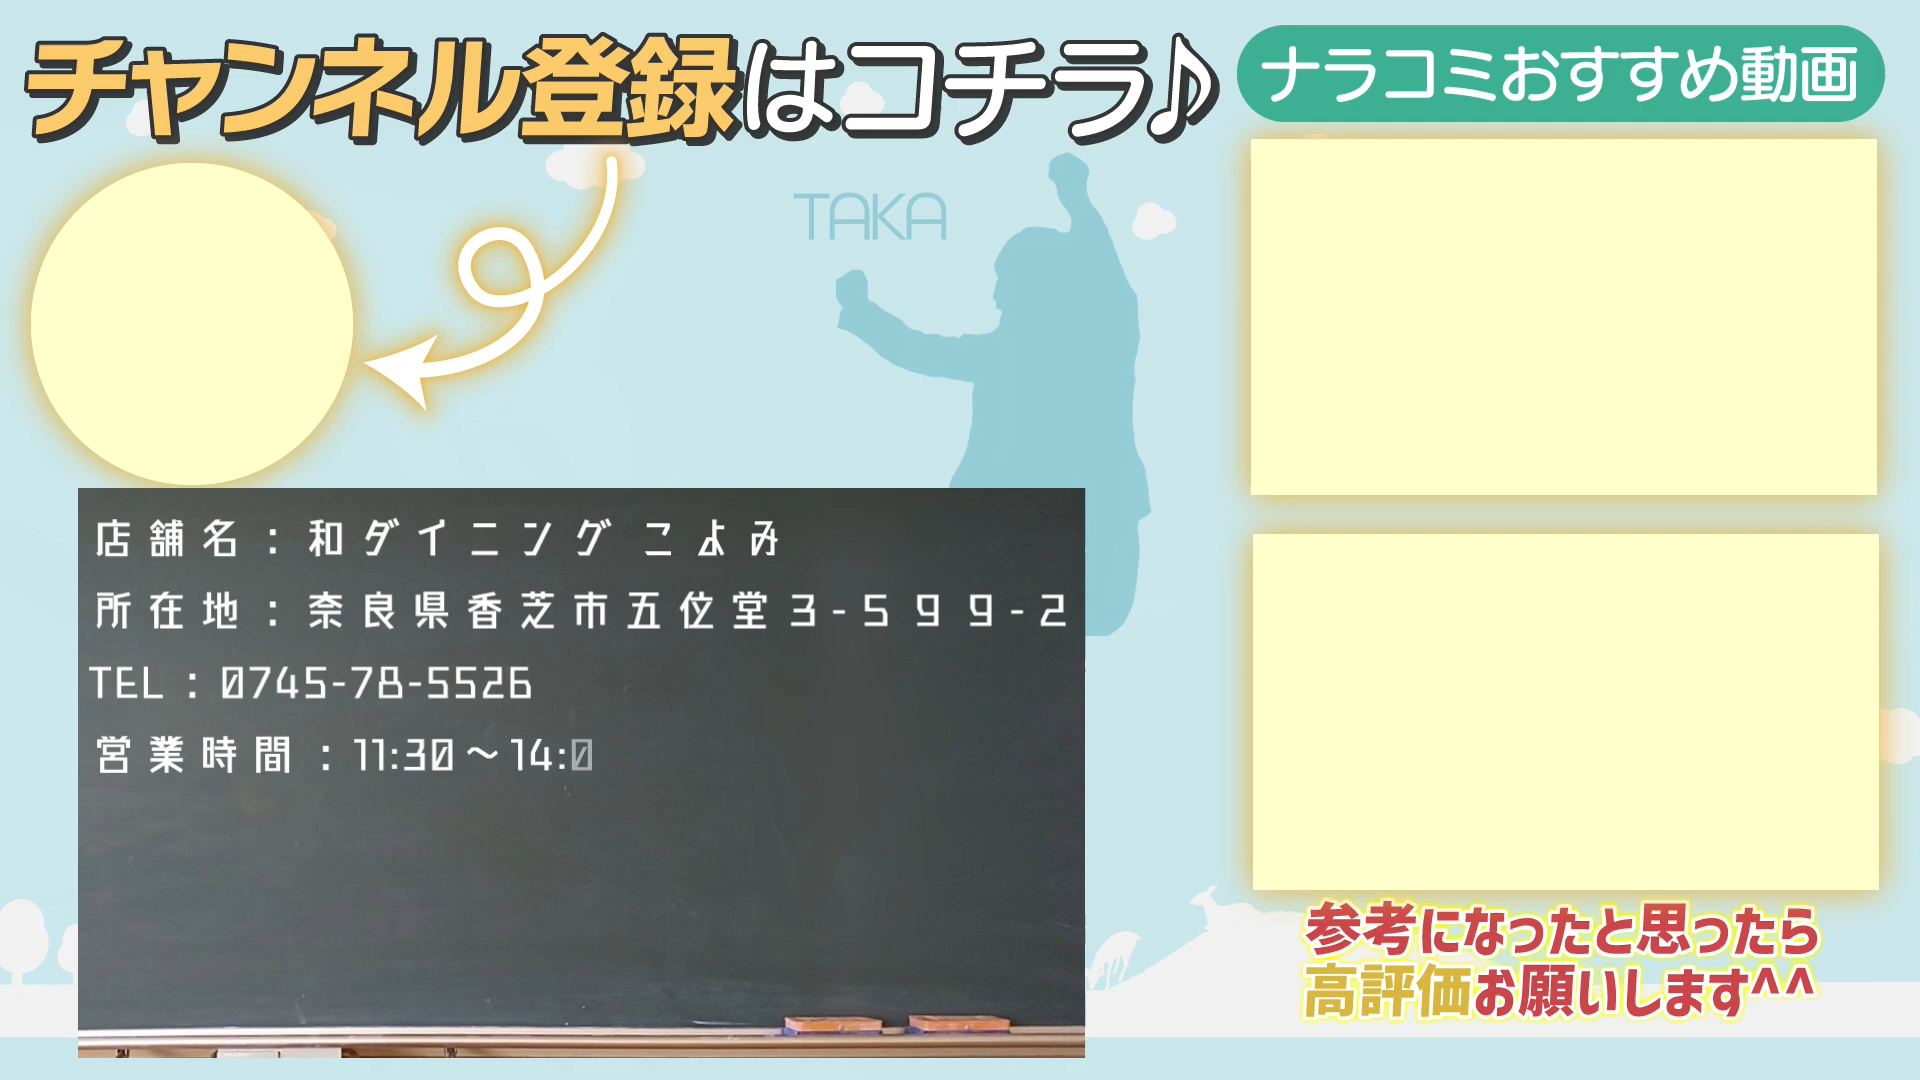 チャンネル登録はコチラ♪
ナラコミおすすめ動画
TAKA
店舗名：和ダイニング こよみ
所在地：奈良県香芝市五位堂3-599-2
TEL：0745-78-5526
営業時間：11:30～14:0
参考になったと思ったら
高評価お願いします^^